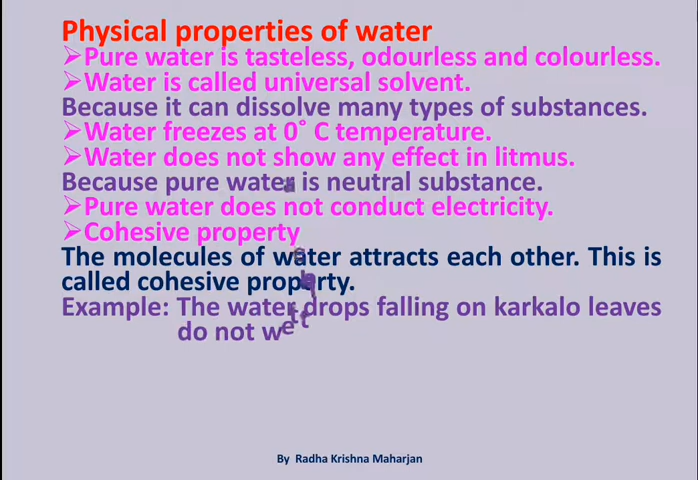 Physical properties of water
➢Pure water is tasteless, odourless and colourless.
➢Water is called universal solvent.
Because it can dissolve many types of substances.
➢Water freezes at 0° C temperature.
➢Water does not show any effect in litmus.
Because pure water is neutral substance.
➢Pure water does not conduct electricity.
➢Cohesive property
The molecules of water attracts each other. This is
called cohesive property.
Example: The water drops falling on karkalo leaves
do not wet
By Radha Krishna Maharjan